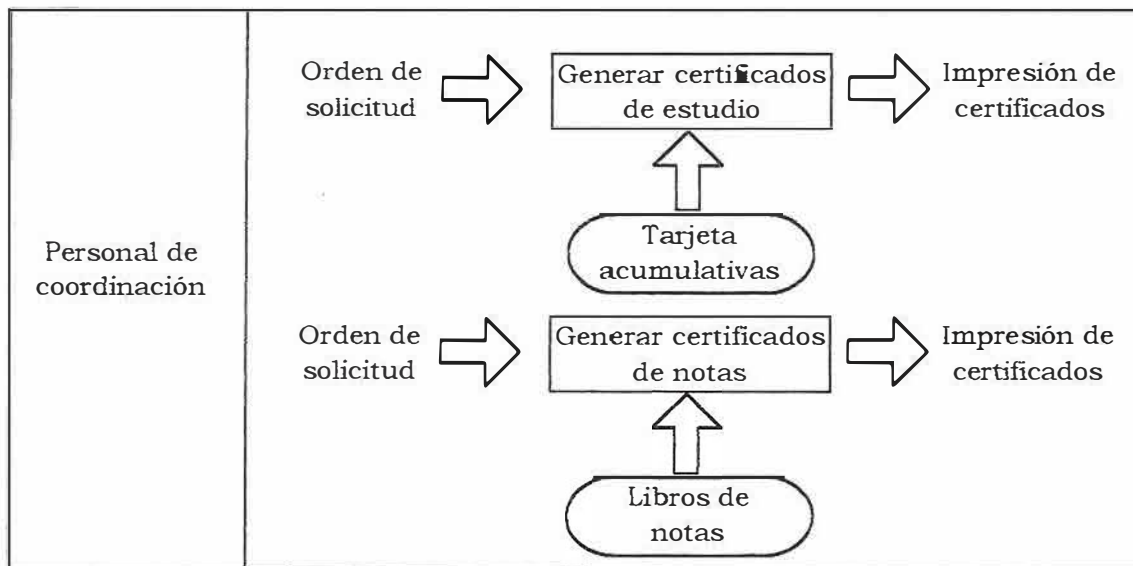 Personal de
coordinación
Orden de
solicitud
Generar certificados
de estudio
Impresión de
certificados
Tarjeta
acumulativas
Orden de
solicitud
Generar certificados
de notas
Impresión de
certificados
Libros de
notas